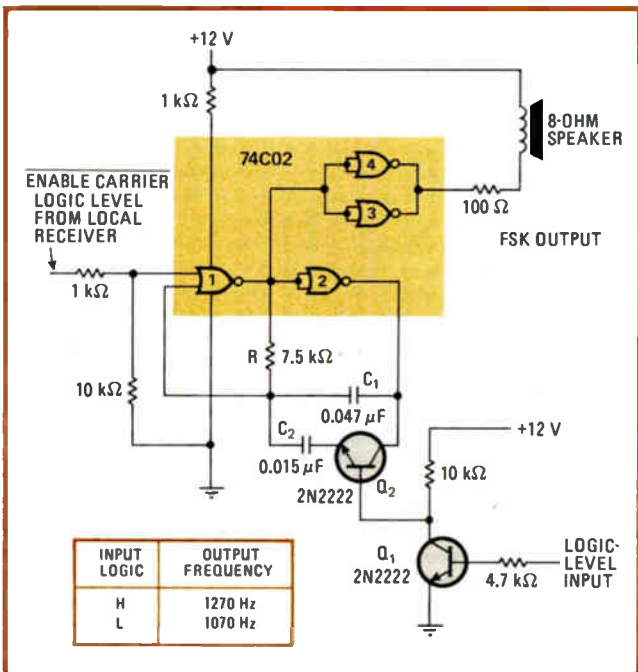 +12 V
1 kΩ
74C02
4
3
8-OHM
SPEAKER
100 Ω
FSK OUTPUT
ENABLE CARRIER
LOGIC LEVEL
FROM LOCAL
RECEIVER
1 kΩ
1
2
R 7.5 kΩ
10 kΩ
C₁
0.047 μF
C₂
0.015 μF
Q₂
2N2222
+12 V
10 kΩ
Q₁
2N2222
LOGIC-
LEVEL
INPUT
4.7 kΩ
INPUT LOGIC
OUTPUT FREQUENCY
H 1270 Hz
L 1070 Hz